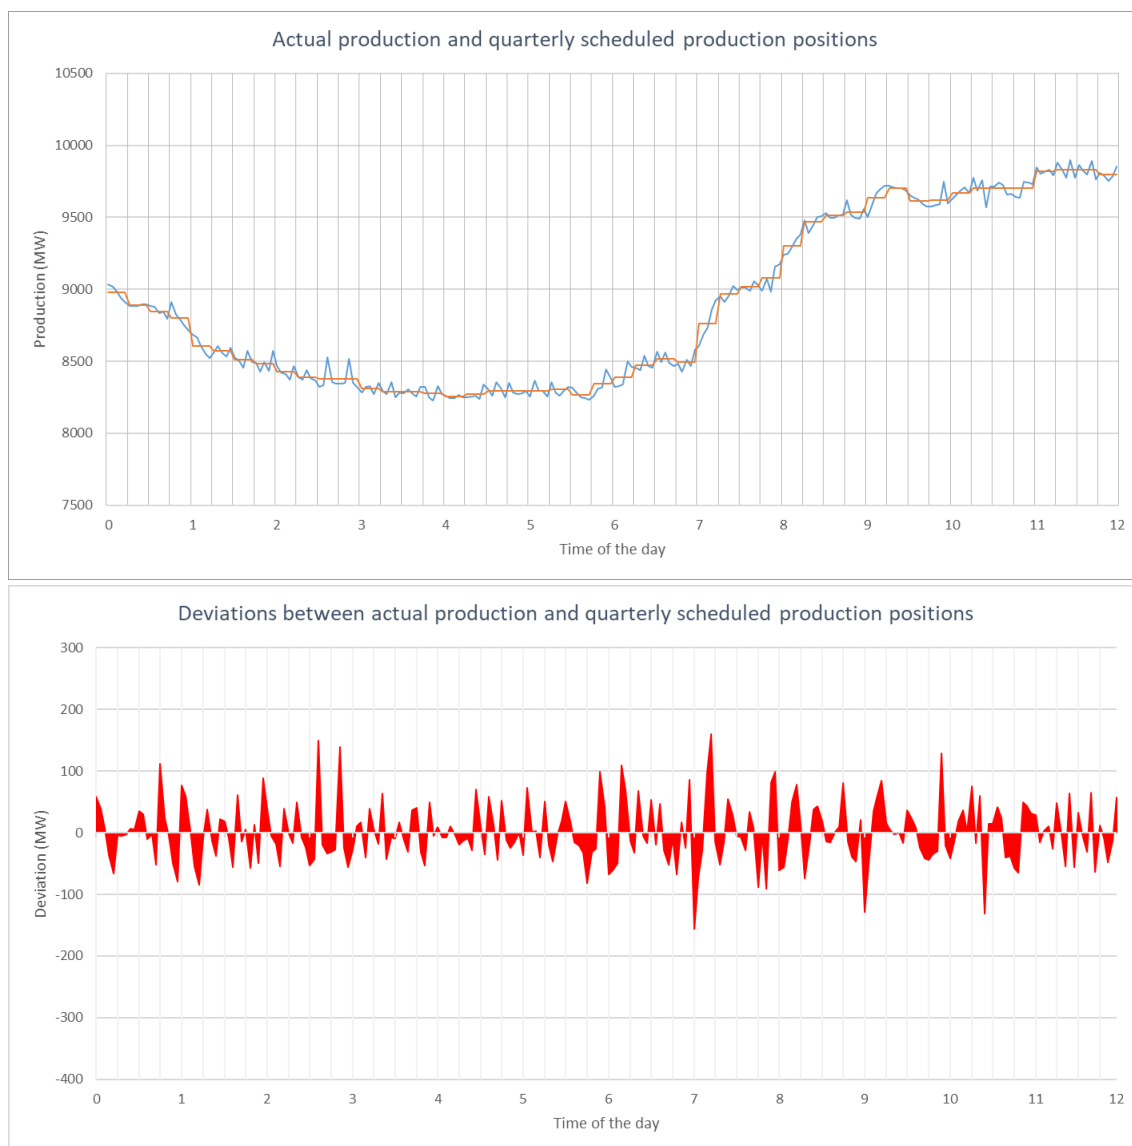 Actual production and quarterly scheduled production positions
10500
10000
9500
9000
8500
8000
7500
Production (MW)
0 1 2 3 4 5 6 7 8 9 10 11 12
Time of the day
Deviations between actual production and quarterly scheduled production positions
300
200
100
0
-100
-200
-300
-400
Deviation (MW)
0 1 2 3 4 5 6 7 8 9 10 11 12
Time of the day